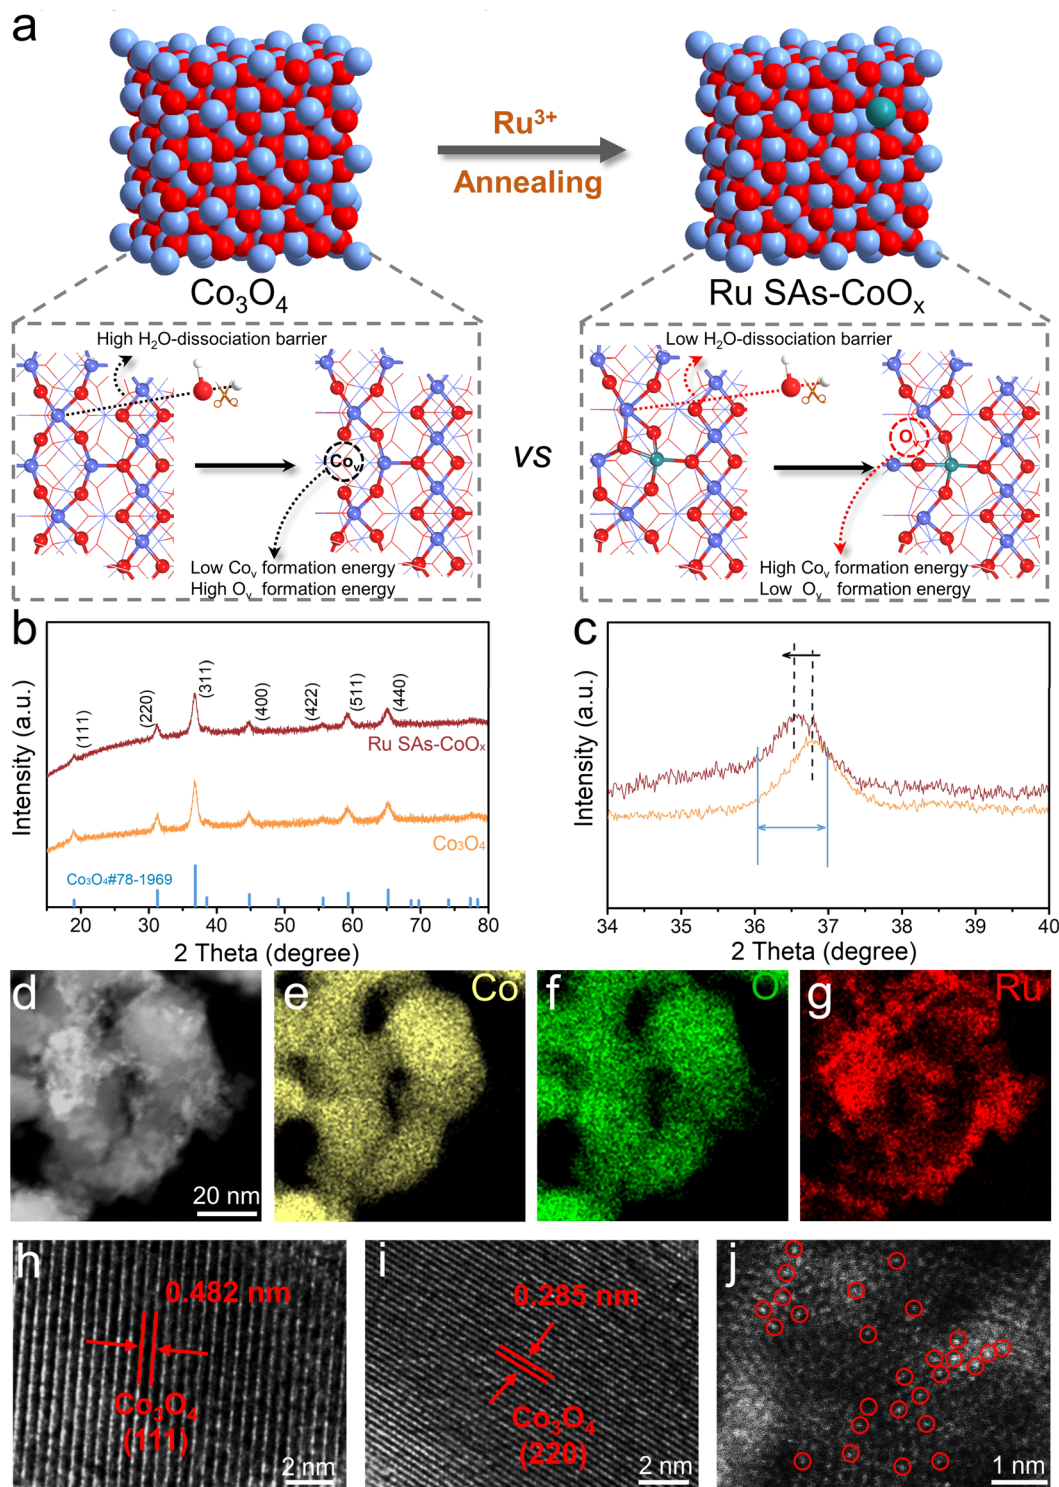 a
Ru³⁺
Annealing
Co₃O₄
Ru SAs-CoOₓ
High H₂O-dissociation barrier
Co
Low Coᵥ formation energy
High Oᵥ formation energy
vs
Low H₂O-dissociation barrier
Oᵥ
High Coᵥ formation energy
Low Oᵥ formation energy
b
Intensity (a.u.)
(111)
(220)
(311)
(400)
(422)
(511)
(440)
Ru SAs-CoOₓ
Co₃O₄
Co₃O₄#78-1969
20 30 40 50 60 70 80
2 Theta (degree)
c
Intensity (a.u.)
34 35 36 37 38 39 40
2 Theta (degree)
d
20 nm
e
Co
f
O
g
Ru
h
0.482 nm
Co₃O₄
(111)
2 nm
i
0.285 nm
Co₃O₄
(220)
2 nm
j
1 nm